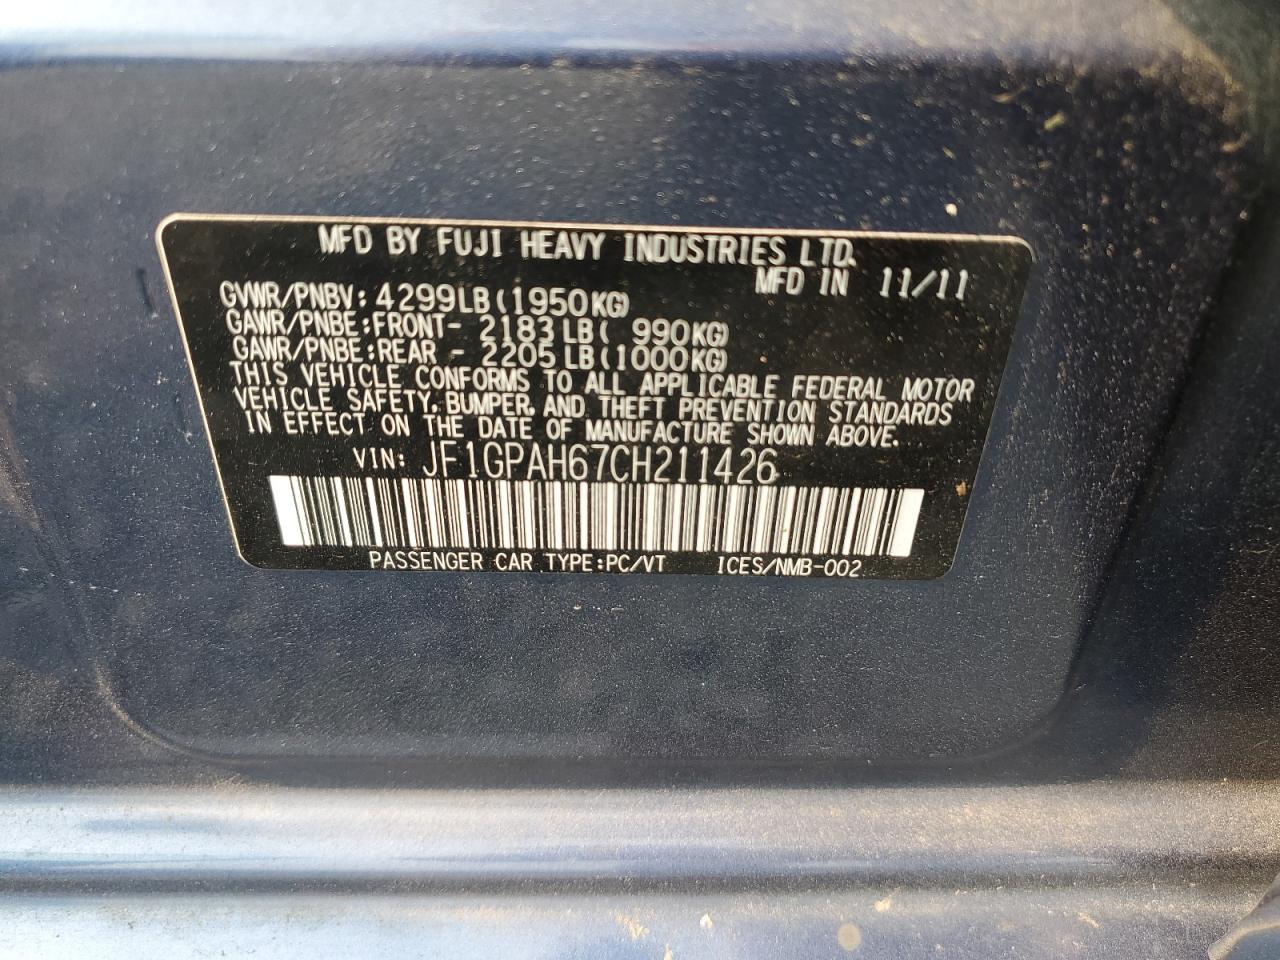 MFD BY FUJI HEAVY INDUSTRIES LTD.
MFD IN 11/11
GVWR/PNBV: 4299LB(1950KG)
GAWR/PNBE:FRONT- 2183LB( 990KG)
GAWR/PNBE:REAR - 2205LB(1000KG)
THIS VEHICLE CONFORMS TO ALL APPLICABLE FEDERAL MOTOR
VEHICLE SAFETY, BUMPER, AND THEFT PREVENTION STANDARDS
IN EFFECT ON THE DATE OF MANUFACTURE SHOWN ABOVE.
VIN: JF1GPAH67CH211426
PASSENGER CAR TYPE:PC/VT ICES/NMB-002